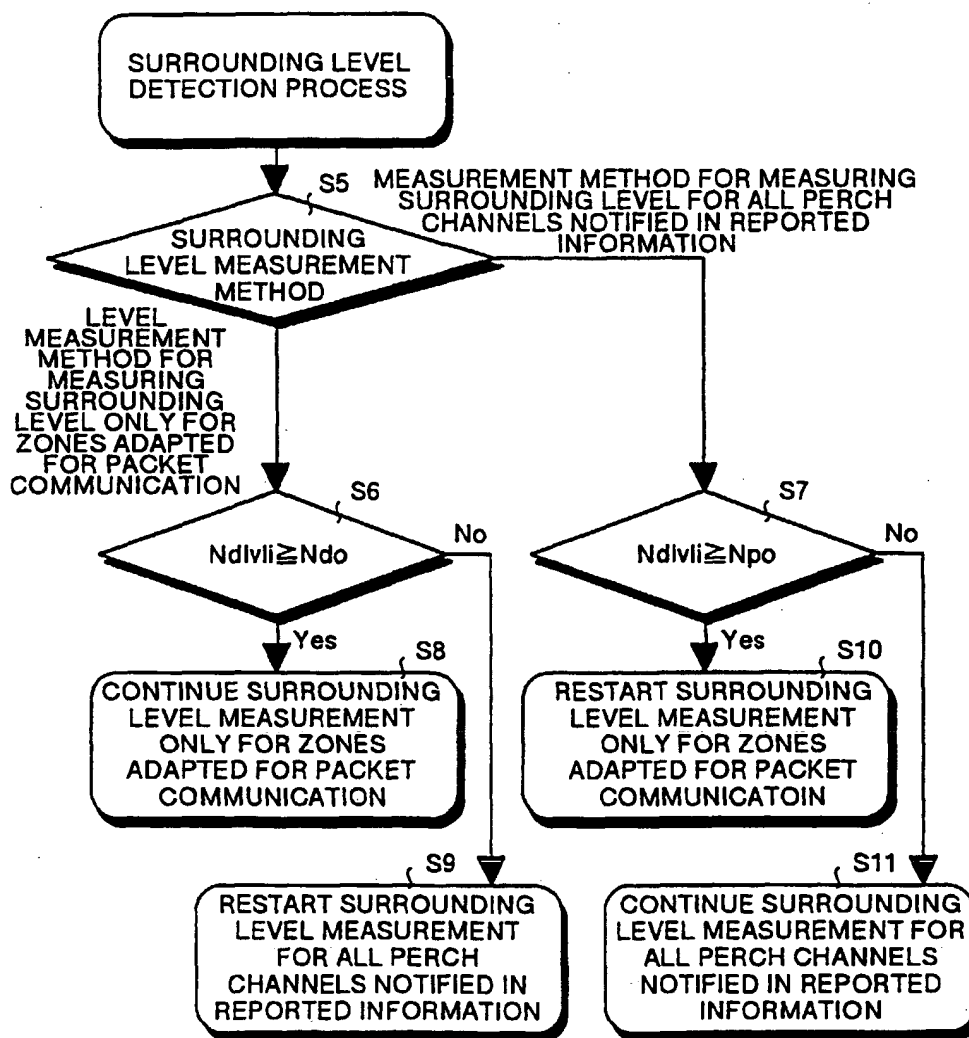 SURROUNDING LEVEL
DETECTION PROCESS
S5
MEASUREMENT METHOD FOR MEASURING
SURROUNDING LEVEL FOR ALL PERCH
CHANNELS NOTIFIED IN REPORTED
INFORMATION
SURROUNDING
LEVEL MEASUREMENT
METHOD
LEVEL
MEASUREMENT
METHOD FOR
MEASURING
SURROUNDING
LEVEL ONLY FOR
ZONES ADAPTED
FOR PACKET
COMMUNICATION
S6
Ndlvli≧Ndo
No
Yes
S7
Ndlvli≧Npo
No
Yes
S8
CONTINUE SURROUNDING
LEVEL MEASUREMENT
ONLY FOR ZONES
ADAPTED FOR PACKET
COMMUNICATION
S10
RESTART SURROUNDING
LEVEL MEASUREMENT
ONLY FOR ZONES
ADAPTED FOR PACKET
COMMUNICATOIN
S9
RESTART SURROUNDING
LEVEL MEASUREMENT
FOR ALL PERCH
CHANNELS NOTIFIED IN
REPORTED INFORMATION
S11
CONTINUE SURROUNDING
LEVEL MEASUREMENT FOR
ALL PERCH CHANNELS
NOTIFIED IN REPORTED
INFORMATION